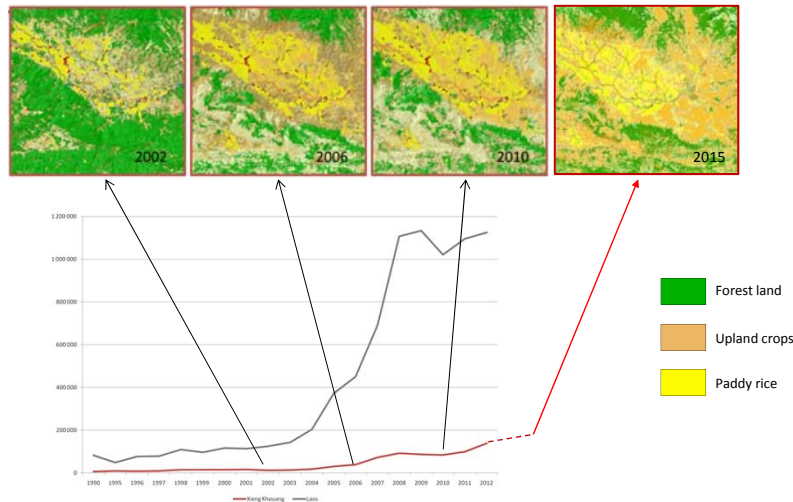 2002
2006
2010
2015
1 200 000
1 000 000
800 000
600 000
400 000
200 000
0
1990 1995 1996 1997 1998 1999 2000 2001 2002 2003 2004 2005 2006 2007 2008 2009 2010 2011 2012
Xieng Khouang Laos
Forest land
Upland crops
Paddy rice